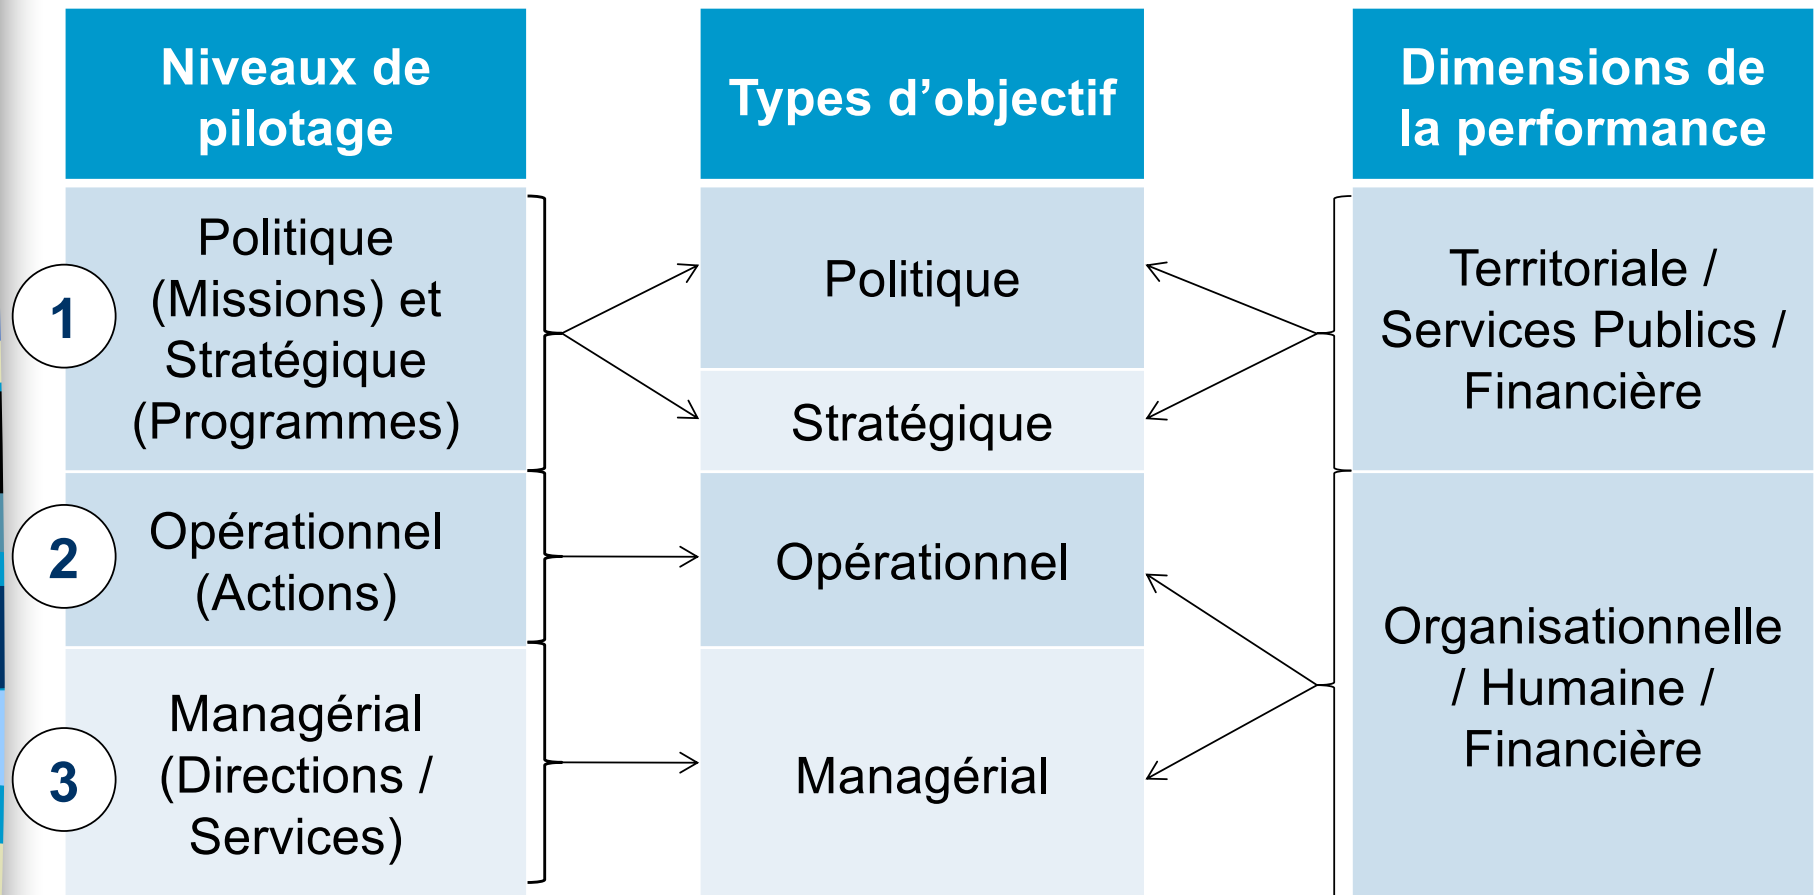 Niveaux de
pilotage
Types d’objectif
Dimensions de
la performance
1
Politique
(Missions) et
Stratégique
(Programmes)
Politique
Stratégique
Territoriale /
Services Publics /
Financière
2
Opérationnel
(Actions)
Opérationnel
3
Managérial
(Directions /
Services)
Managérial
Organisationnelle
/ Humaine /
Financière